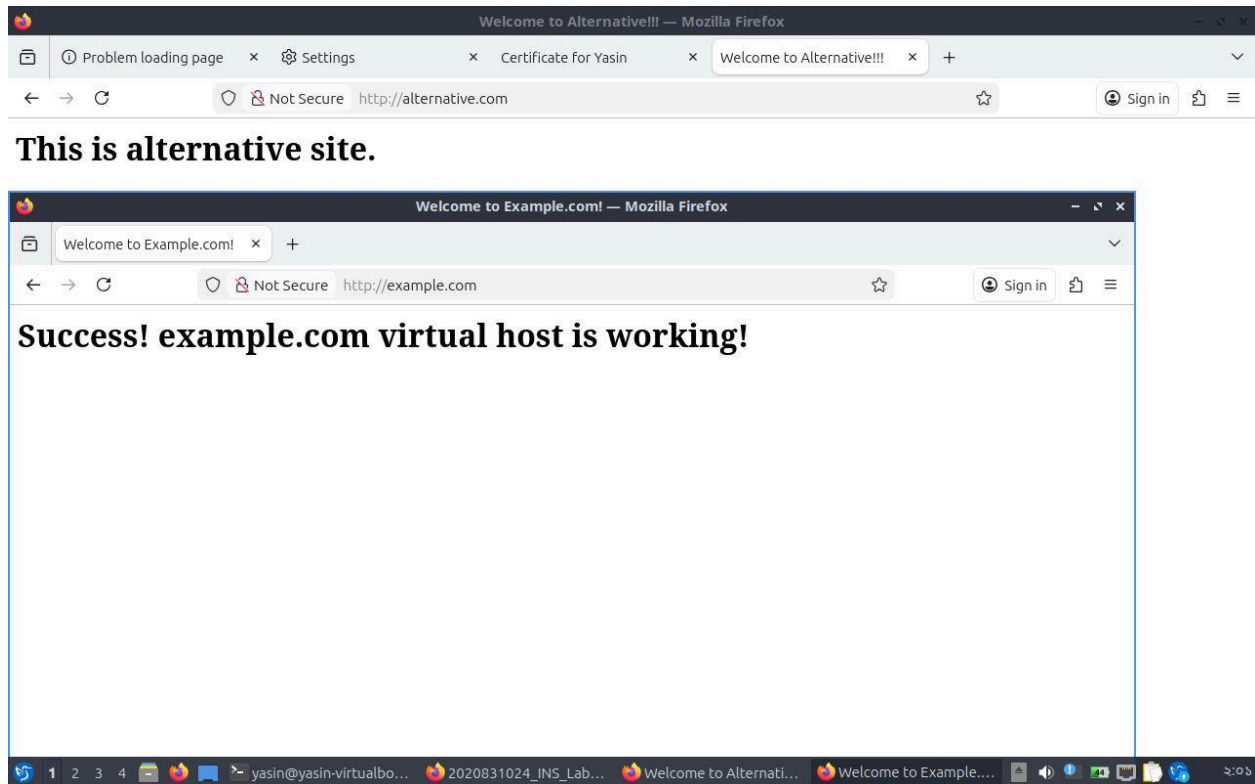 Welcome to Alternative!!! — Mozilla Firefox
Problem loading page Settings Certificate for Yasin Welcome to Alternative!!!
Not Secure http://alternative.com Sign in
This is alternative site.
Welcome to Example.com! — Mozilla Firefox
Welcome to Example.com!
Not Secure http://example.com Sign in
Success! example.com virtual host is working!
1 2 3 4 yasin@yasin-virtualbo... 2020831024_INS_Lab... Welcome to Alternati... Welcome to Example....